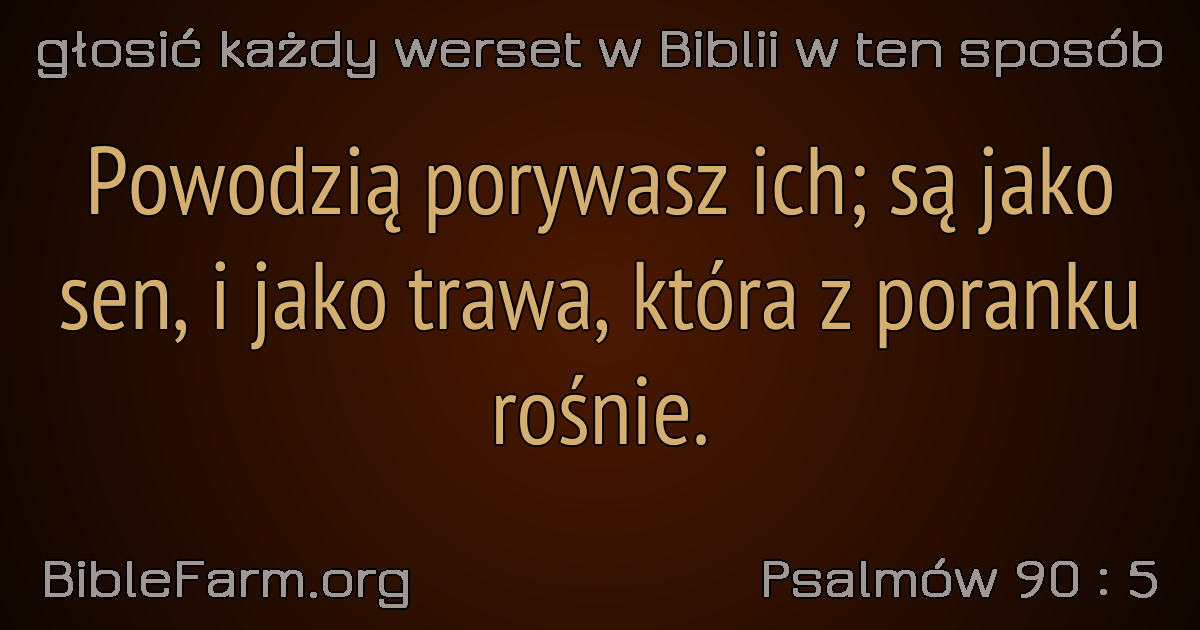 głosić każdy werset w Biblii w ten sposób
Powodzią porywasz ich; są jako
sen, i jako trawa, która z poranku
rośnie.
BibleFarm.org
Psalmów 90 : 5